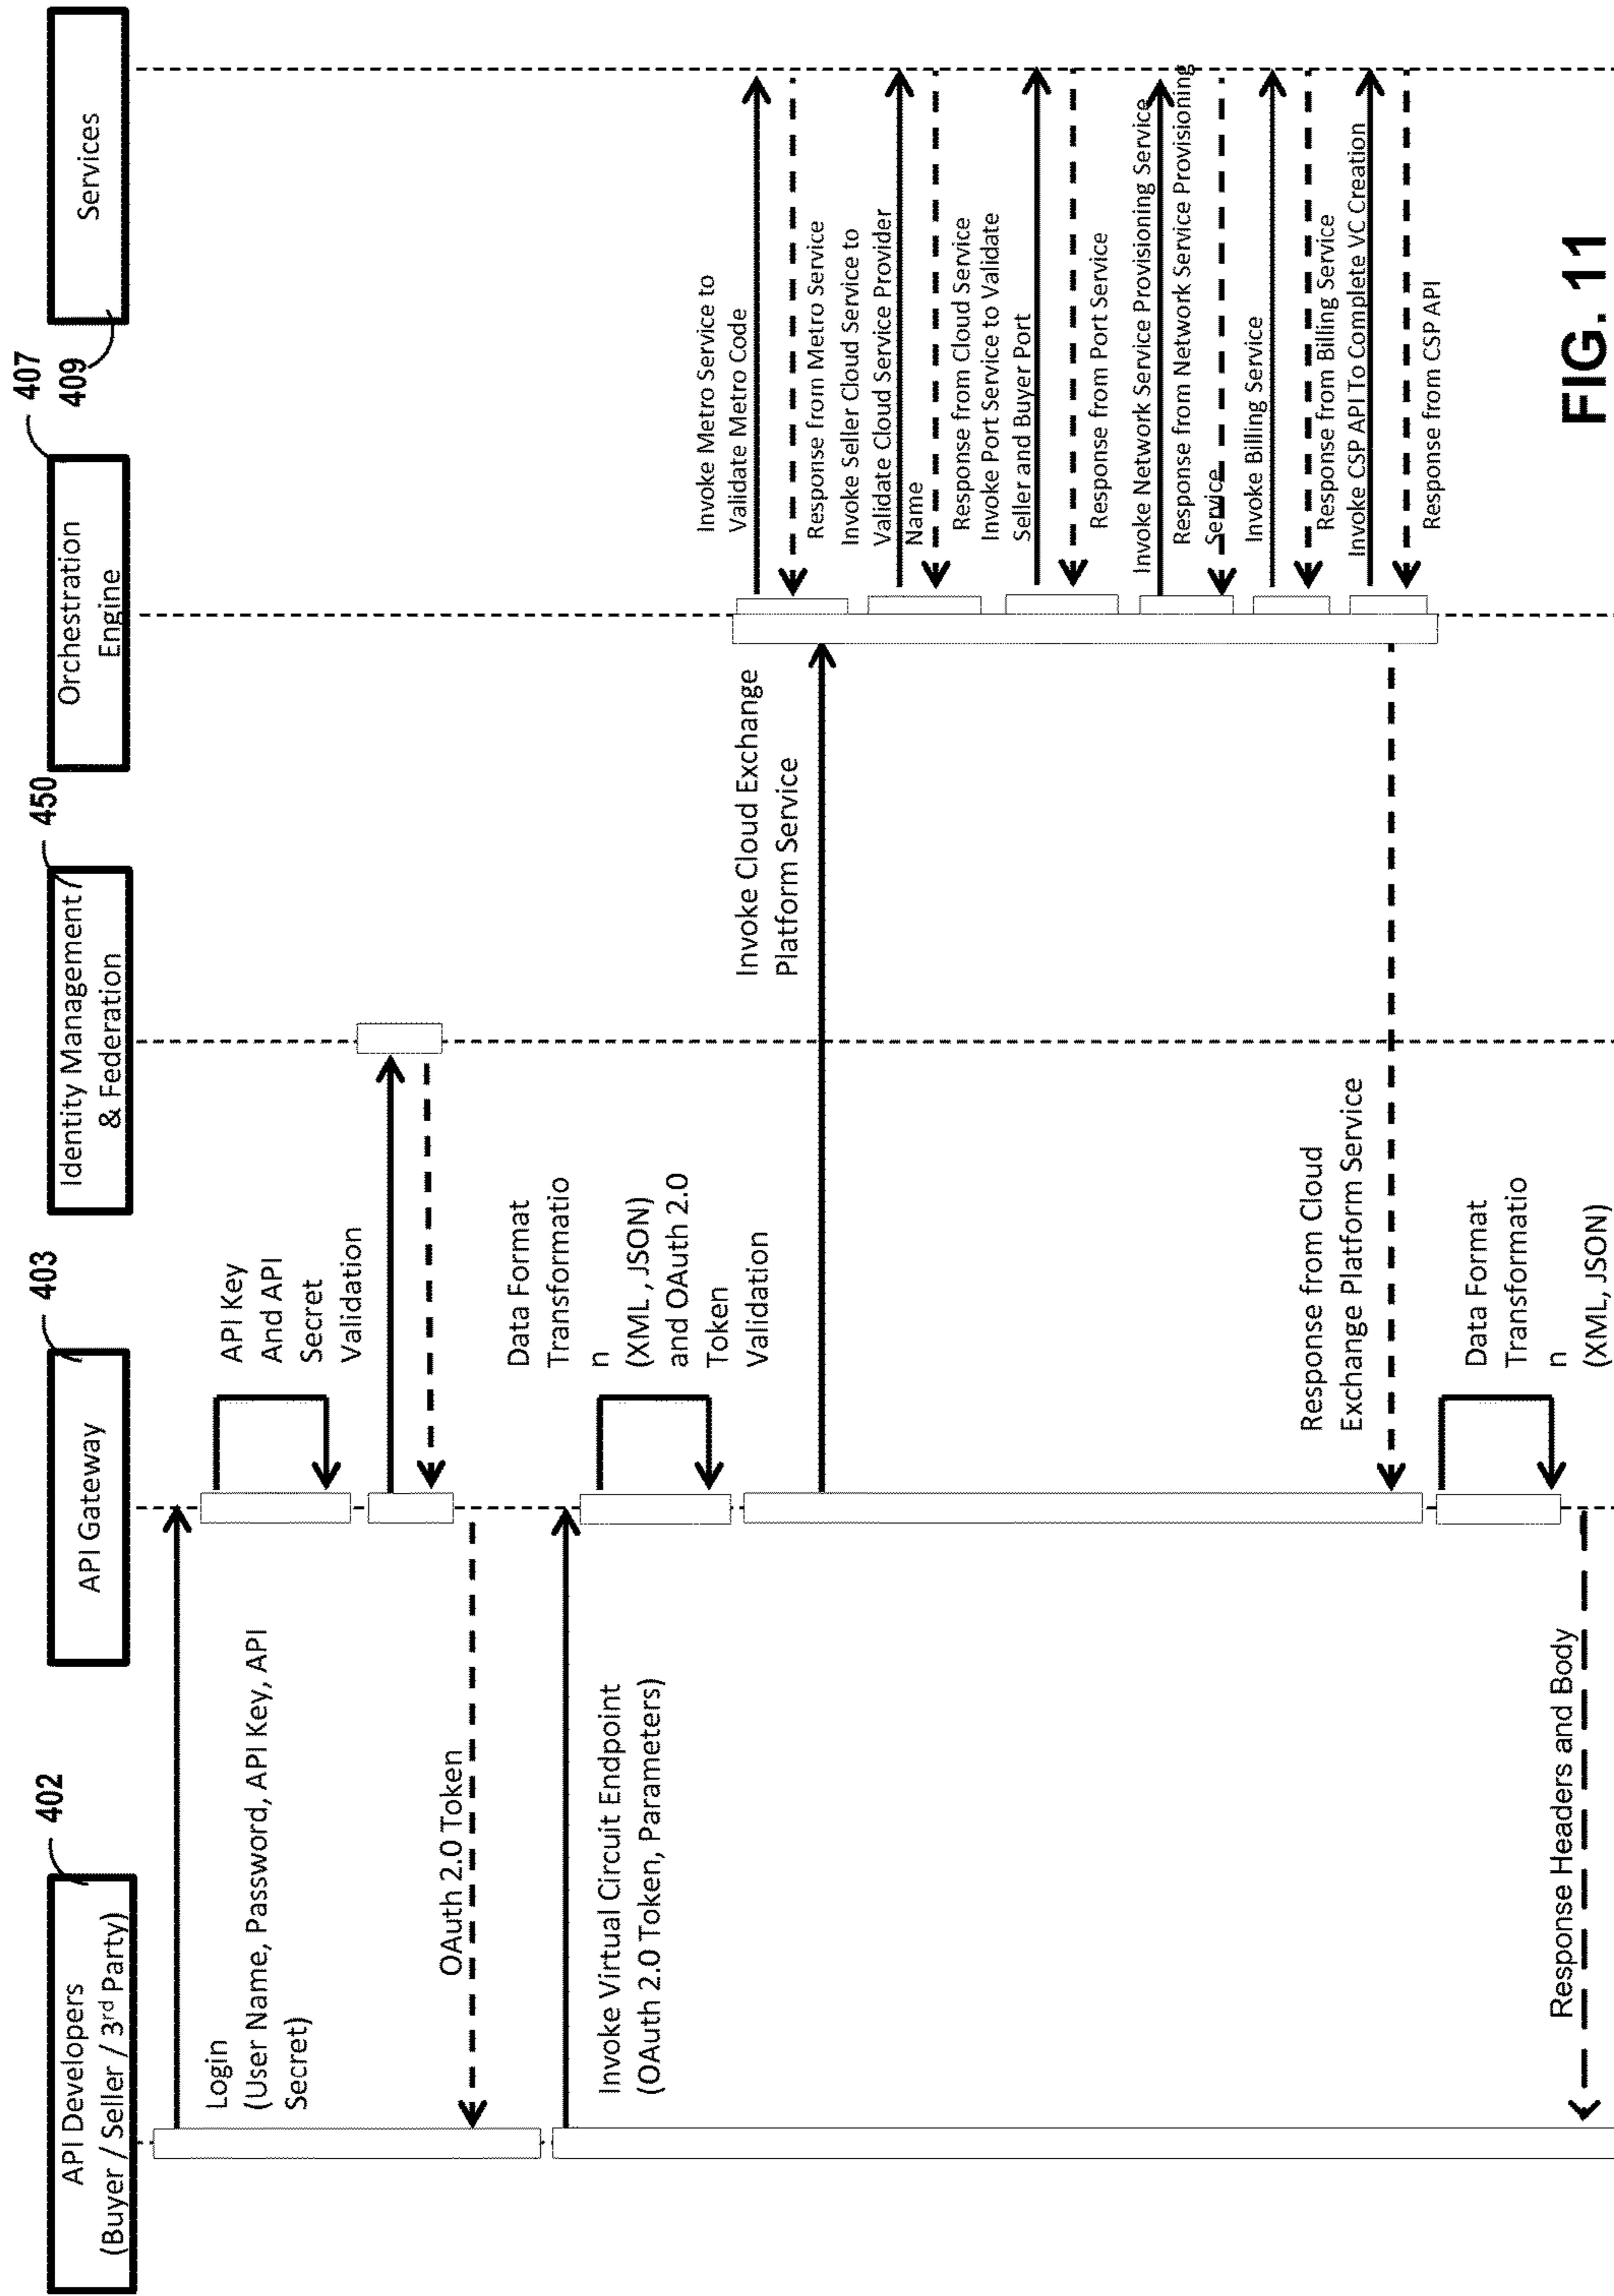 API Developers
(Buyer / Seller / 3rd Party)
402
API Gateway
403
Identity Management
& Federation
450
Orchestration
Engine
407
Services
409
Login
(User Name, Password, API Key, API
Secret)
API Key
And API
Secret
Validation
OAuth 2.0 Token
Invoke Virtual Circuit Endpoint
(OAuth 2.0 Token, Parameters)
Data Format
Transformatio
n
(XML , JSON)
and OAuth 2.0
Token
Validation
Invoke Cloud Exchange
Platform Service
Invoke Metro Service to
Validate Metro Code
Response from Metro Service
Invoke Seller Cloud Service to
Validate Cloud Service Provider
Name
Response from Cloud Service
Invoke Port Service to Validate
Seller and Buyer Port
Response from Port Service
Invoke Network Service Provisioning Service
Response from Network Service Provisioning
Service
Invoke Billing Service
Response from Billing Service
Invoke CSP API To Complete VC Creation
Response from CSP API
Response from Cloud
Exchange Platform Service
Data Format
Transformatio
n
(XML, JSON)
Response Headers and Body
FIG. 11